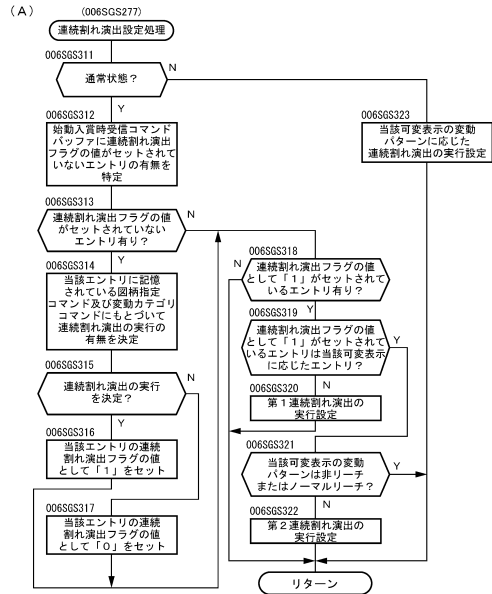 (A)
(006SGS277)
連続割れ演出設定処理
006SGS311
通常状態？
N
Y
006SGS312
始動入賞時受信コマンド
バッファに連続割れ演出
フラグの値がセットされて
いないエントリの有無を
特定
006SGS323
当該可変表示の変動
パターンに応じた
連続割れ演出の実行設定
006SGS313
連続割れ演出フラグの値
がセットされていない
エントリ有り？
N
Y
006SGS314
当該エントリに記憶
されている図柄指定
コマンド及び変動カテゴリ
コマンドにもとづいて
連続割れ演出の実行の
有無を決定
006SGS315
連続割れ演出の実行
を決定？
N
Y
006SGS316
当該エントリの連続
割れ演出フラグの値
として「１」をセット
006SGS317
当該エントリの連続
割れ演出フラグの値
として「０」をセット
006SGS318
N
連続割れ演出フラグの値
として「１」がセットされて
いるエントリ有り？
Y
006SGS319
連続割れ演出フラグの値
として「１」がセットされて
いるエントリは当該可変表示
に応じたエントリ？
Y
N
006SGS320
第１連続割れ演出の
実行設定
006SGS321
当該可変表示の変動
パターンは非リーチ
またはノーマルリーチ？
Y
N
006SGS322
第２連続割れ演出の
実行設定
リターン